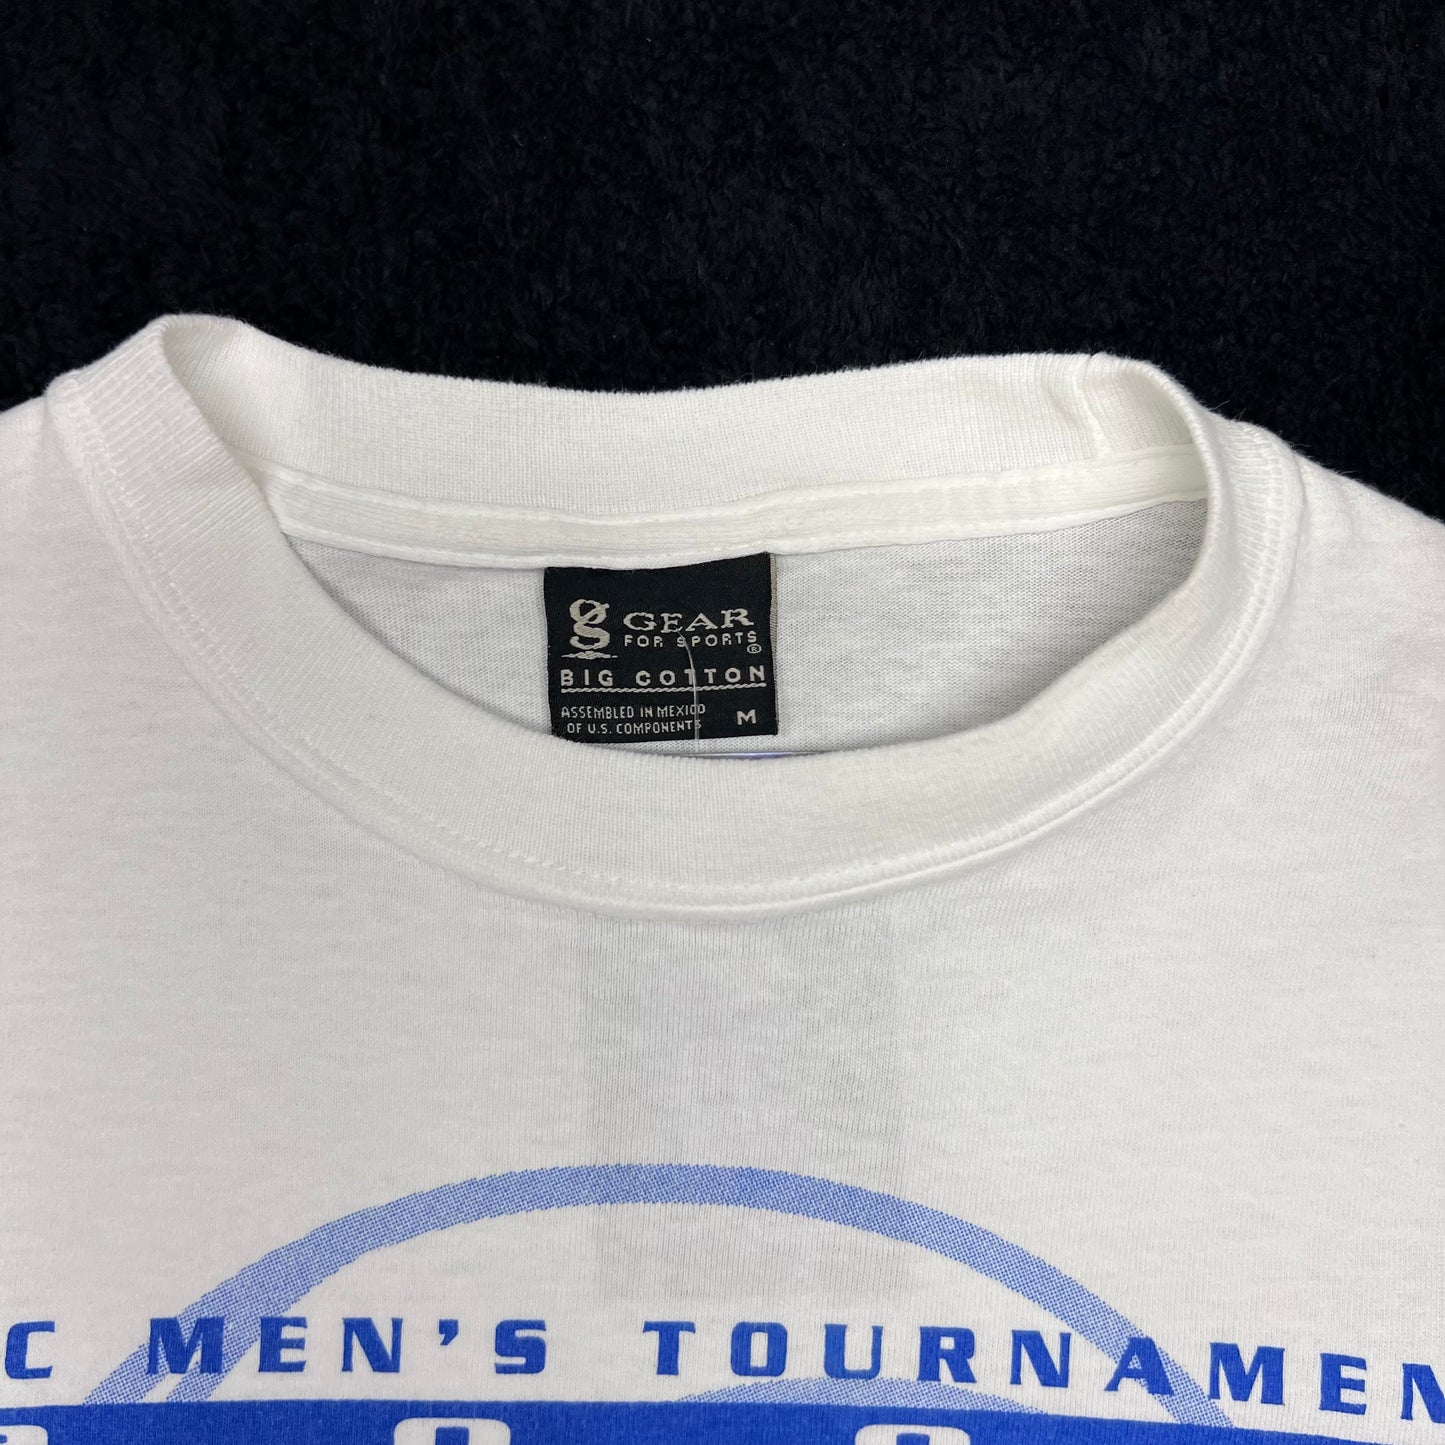 GEAR
FOR SPORTS®
BIG COTTON
ASSEMBLED IN MEXICO
OF U.S. COMPONENTS
M
C MEN'S TOURNAMEN